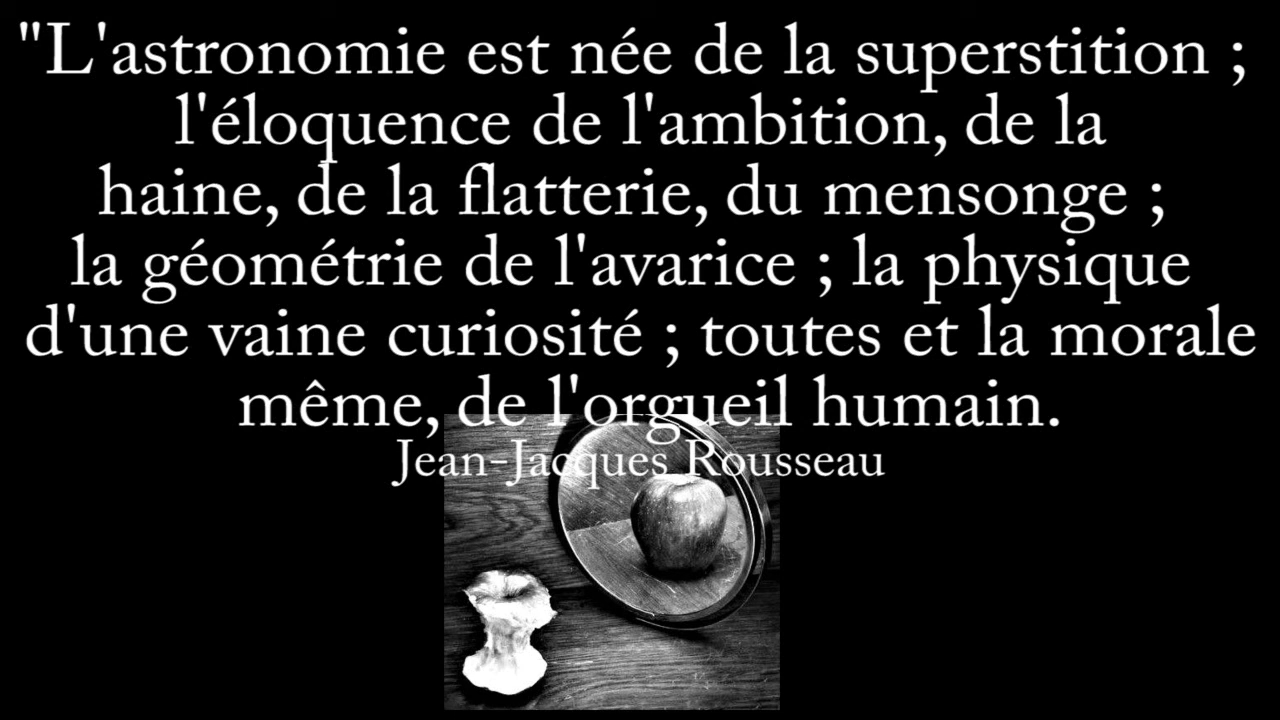 "L'astronomie est née de la superstition ;
l'éloquence de l'ambition, de la
haine, de la flatterie, du mensonge ;
la géométrie de l'avarice ; la physique
d'une vaine curiosité ; toutes et la morale
même, de l'orgueil humain.
Jean-Jacques Rousseau